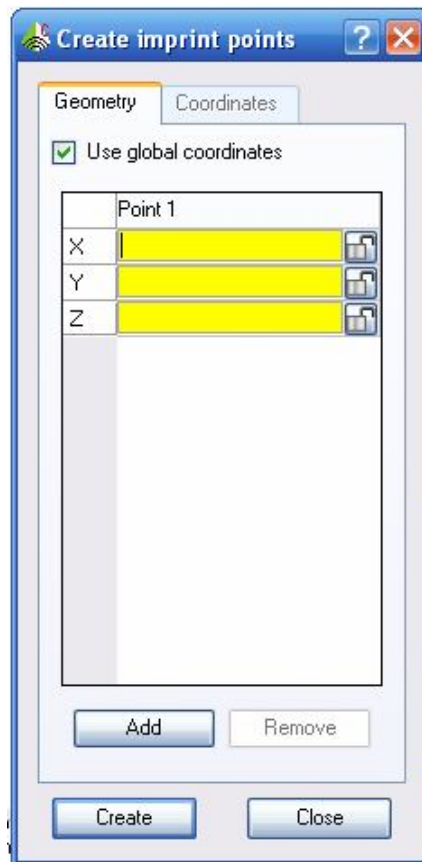 Create imprint points
Geometry
Coordinates
Use global coordinates
Point 1
X
Y
Z
Add
Remove
Create
Close